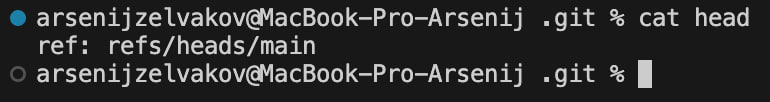 arsenijzelvakov@MacBook-Pro-Arsenij .git % cat head
ref: refs/heads/main
arsenijzelvakov@MacBook-Pro-Arsenij .git %